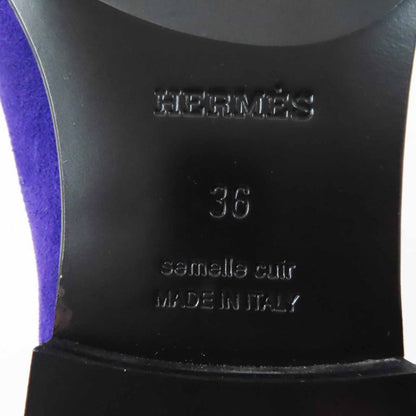 HERMÈS
36
semelle cuir
MADE IN ITALY